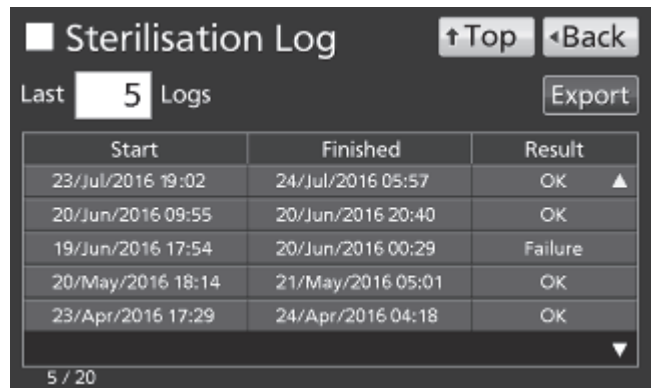 Sterilisation Log ↑Top ◂Back
Last 5 Logs Export
Start Finished Result
23/Jul/2016 19:02 24/Jul/2016 05:57 OK ▲
20/Jun/2016 09:55 20/Jun/2016 20:40 OK
19/Jun/2016 17:54 20/Jun/2016 00:29 Failure
20/May/2016 18:14 21/May/2016 05:01 OK
23/Apr/2016 17:29 24/Apr/2016 04:18 OK
▼
5 / 20